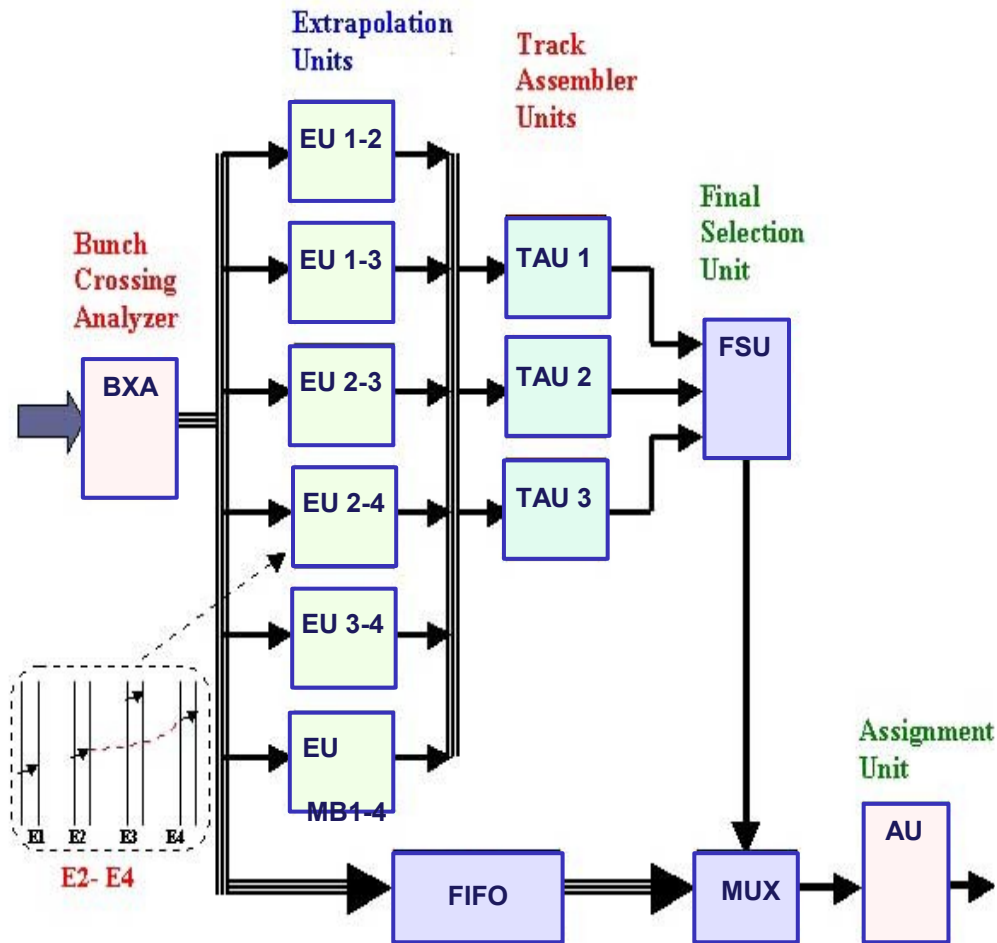 Extrapolation
Units
Track
Assembler
Units
EU 1-2
Final
Selection
Unit
Bunch
Crossing
Analyzer
EU 1-3
TAU 1
FSU
BXA
EU 2-3
TAU 2
EU 2-4
TAU 3
EU 3-4
EU
MB1-4
E1 E2 E3 E4
E2- E4
Assignment
Unit
AU
FIFO
MUX